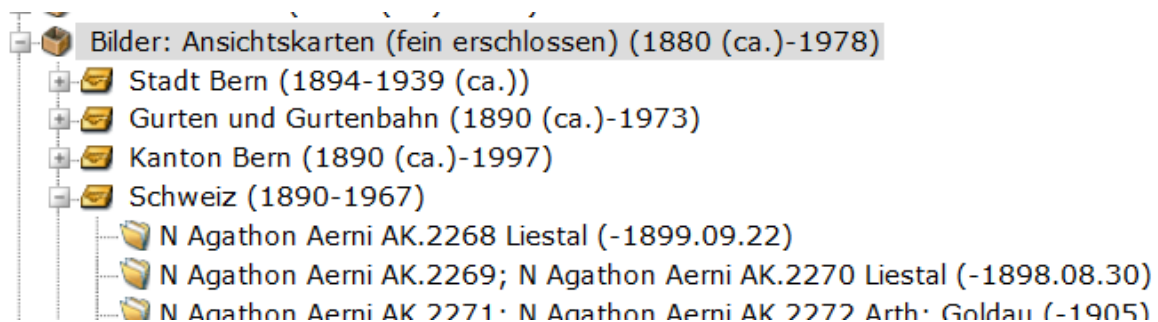 Bilder: Ansichtskarten (fein erschlossen) (1880 (ca.)-1978)
Stadt Bern (1894-1939 (ca.))
Gurten und Gurtenbahn (1890 (ca.)-1973)
Kanton Bern (1890 (ca.)-1997)
Schweiz (1890-1967)
N Agathon Aerni AK.2268 Liestal (-1899.09.22)
N Agathon Aerni AK.2269; N Agathon Aerni AK.2270 Liestal (-1898.08.30)
N Agathon Aerni AK.2271; N Agathon Aerni AK.2272 Arth; Goldau (-1905)